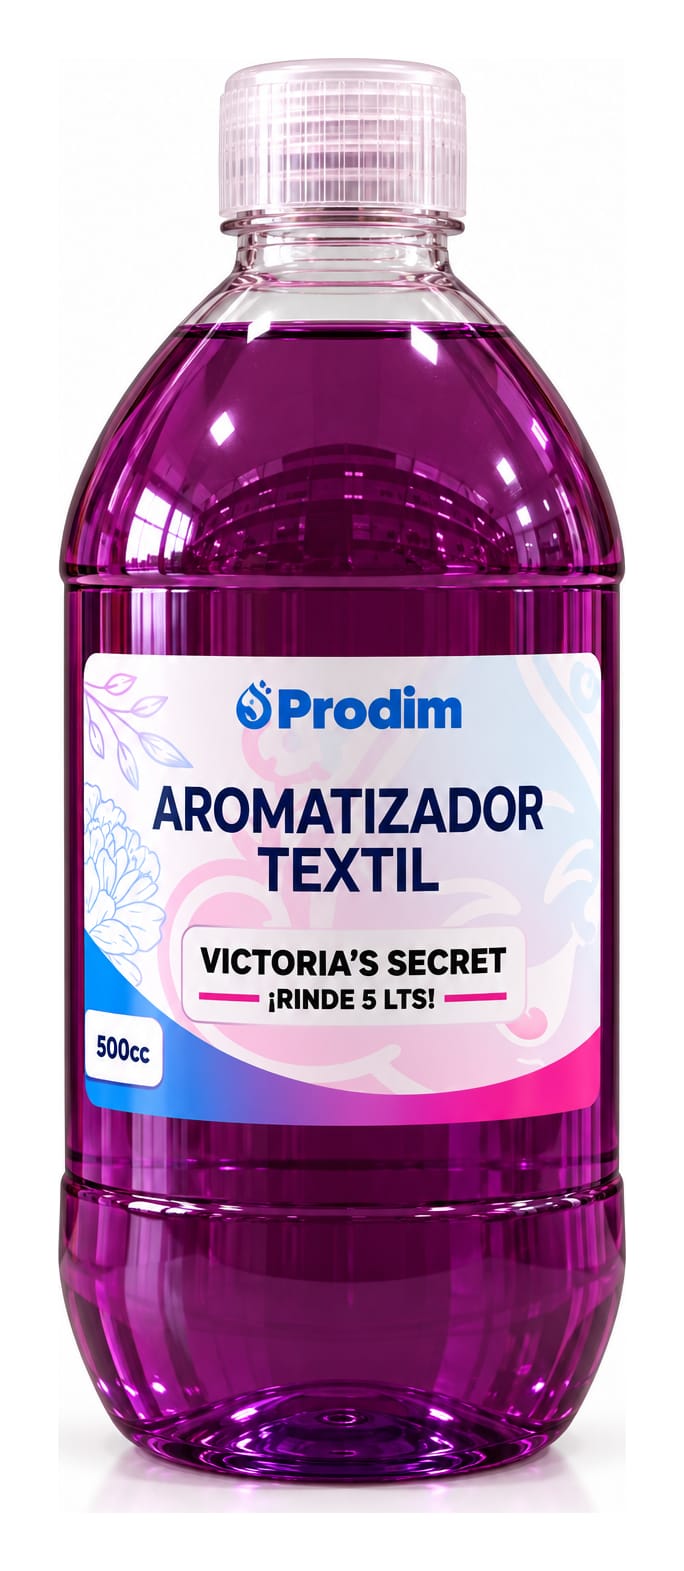 Prodim
AROMATIZADOR
TEXTIL
VICTORIA'S SECRET
¡RINDE 5 LTS!
500cc